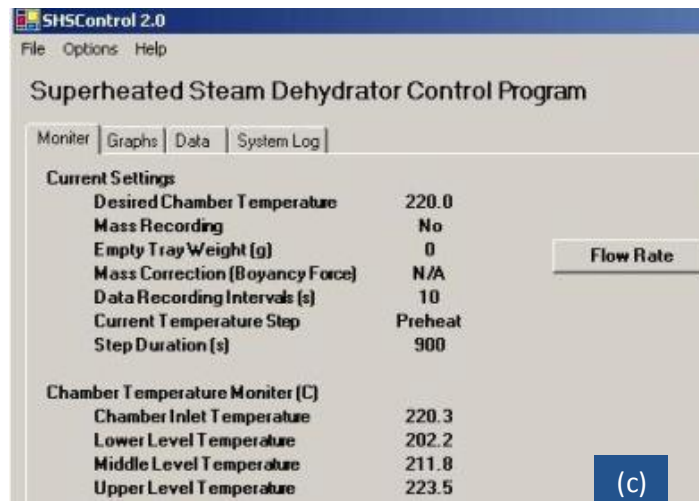 SHSControl 2.0
File Options Help
Superheated Steam Dehydrator Control Program
Moniter Graphs Data System Log
Current Settings
Desired Chamber Temperature 220.0
Mass Recording No
Empty Tray Weight (g) 0
Flow Rate
Mass Correction (Boyancy Force) N/A
Data Recording Intervals (s) 10
Current Temperature Step Preheat
Step Duration (s) 900
Chamber Temperature Moniter (C)
Chamber Inlet Temperature 220.3
Lower Level Temperature 202.2
Middle Level Temperature 211.8
Upper Level Temperature 223.5
(c)